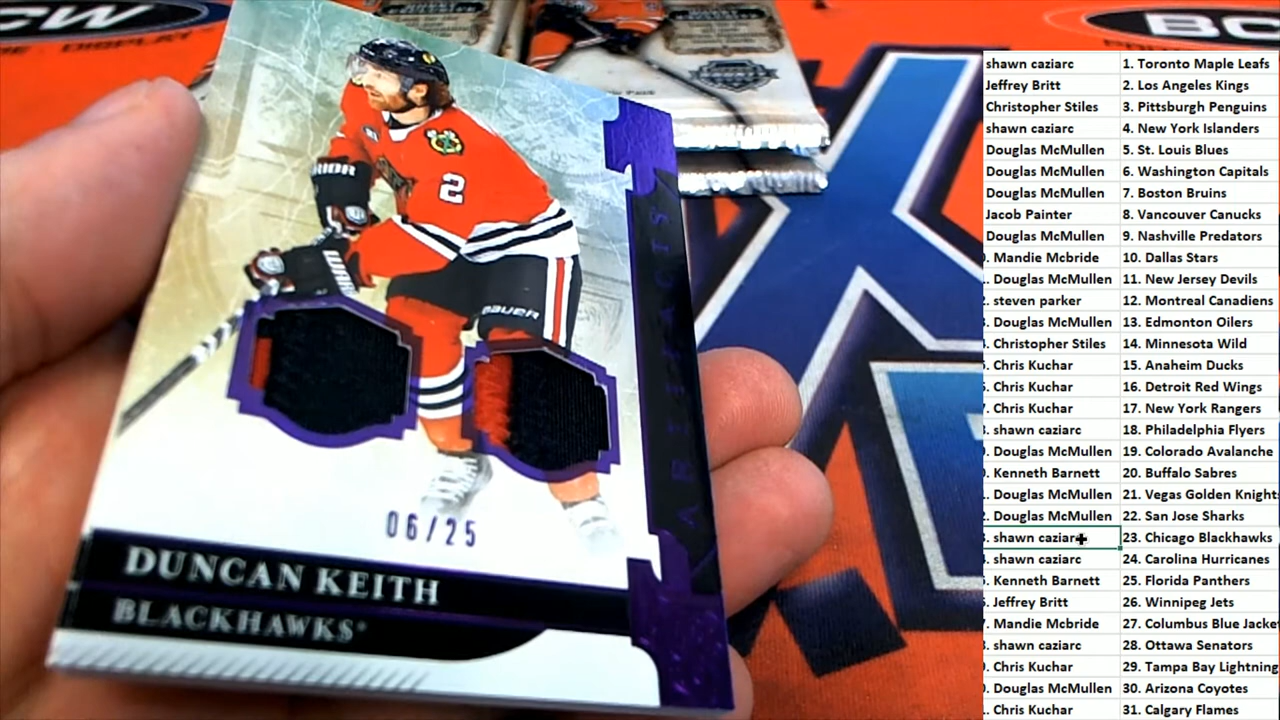 2
WARRIOR
BAUER
06/25
DUNCAN KEITH
BLACKHAWKS
ARTIFACTS
shawn caziarc 1. Toronto Maple Leafs
Jeffrey Britt 2. Los Angeles Kings
Christopher Stiles 3. Pittsburgh Penguins
shawn caziarc 4. New York Islanders
Douglas McMullen 5. St. Louis Blues
Douglas McMullen 6. Washington Capitals
Douglas McMullen 7. Boston Bruins
Jacob Painter 8. Vancouver Canucks
Douglas McMullen 9. Nashville Predators
. Mandie Mcbride 10. Dallas Stars
. Douglas McMullen 11. New Jersey Devils
. steven parker 12. Montreal Canadiens
. Douglas McMullen 13. Edmonton Oilers
. Christopher Stiles 14. Minnesota Wild
. Chris Kuchar 15. Anaheim Ducks
. Chris Kuchar 16. Detroit Red Wings
. Chris Kuchar 17. New York Rangers
. shawn caziarc 18. Philadelphia Flyers
. Douglas McMullen 19. Colorado Avalanche
. Kenneth Barnett 20. Buffalo Sabres
. Douglas McMullen 21. Vegas Golden Knight
. Douglas McMullen 22. San Jose Sharks
. shawn caziarc 23. Chicago Blackhawks
. shawn caziarc 24. Carolina Hurricanes
. Kenneth Barnett 25. Florida Panthers
. Jeffrey Britt 26. Winnipeg Jets
. Mandie Mcbride 27. Columbus Blue Jacke
. shawn caziarc 28. Ottawa Senators
. Chris Kuchar 29. Tampa Bay Lightning
. Douglas McMullen 30. Arizona Coyotes
. Chris Kuchar 31. Calgary Flames